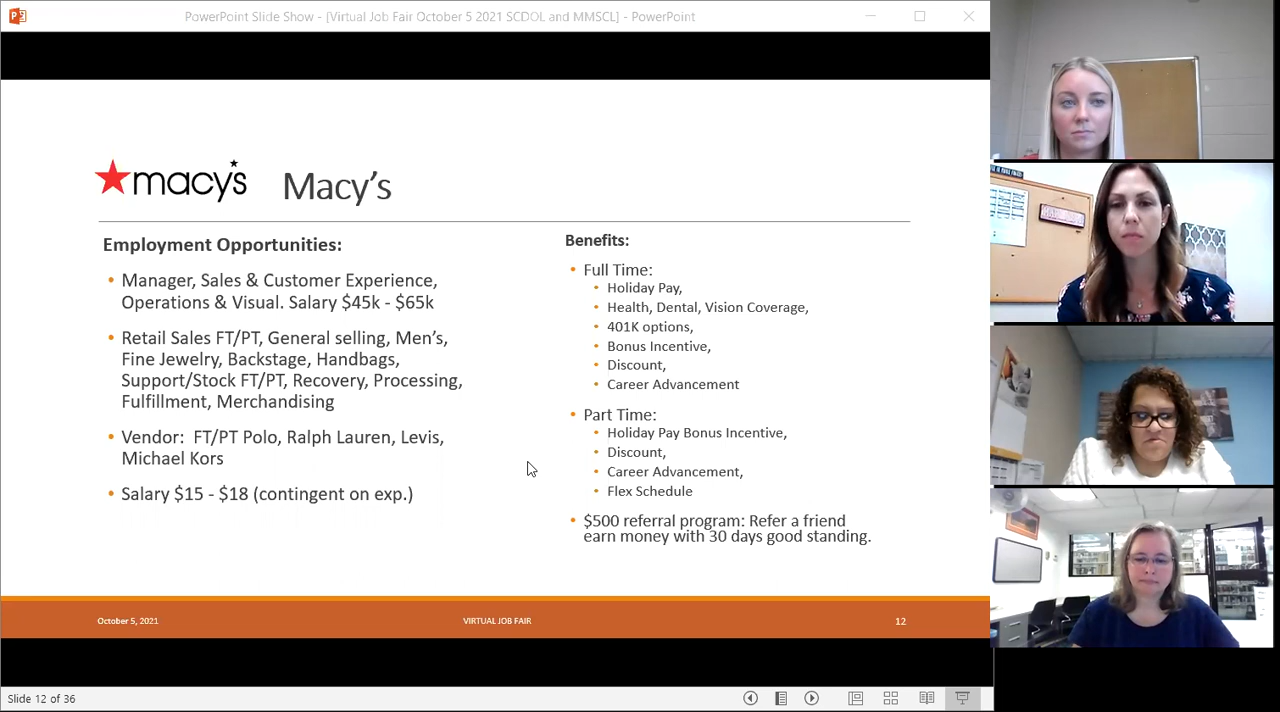 PowerPoint Slide Show - [Virtual Job Fair October 5 2021 SCDOL and MMSCL] - PowerPoint
macy's
Macy's
Employment Opportunities:
• Manager, Sales & Customer Experience,
Operations & Visual. Salary $45k - $65k
• Retail Sales FT/PT, General selling, Men's,
Fine Jewelry, Backstage, Handbags,
Support/Stock FT/PT, Recovery, Processing,
Fulfillment, Merchandising
• Vendor: FT/PT Polo, Ralph Lauren, Levis,
Michael Kors
• Salary $15 - $18 (contingent on exp.)
Benefits:
• Full Time:
• Holiday Pay,
• Health, Dental, Vision Coverage,
• 401K options,
• Bonus Incentive,
• Discount,
• Career Advancement
• Part Time:
• Holiday Pay Bonus Incentive,
• Discount,
• Career Advancement,
• Flex Schedule
• $500 referral program: Refer a friend
earn money with 30 days good standing.
October 5, 2021
VIRTUAL JOB FAIR
12
Slide 12 of 36